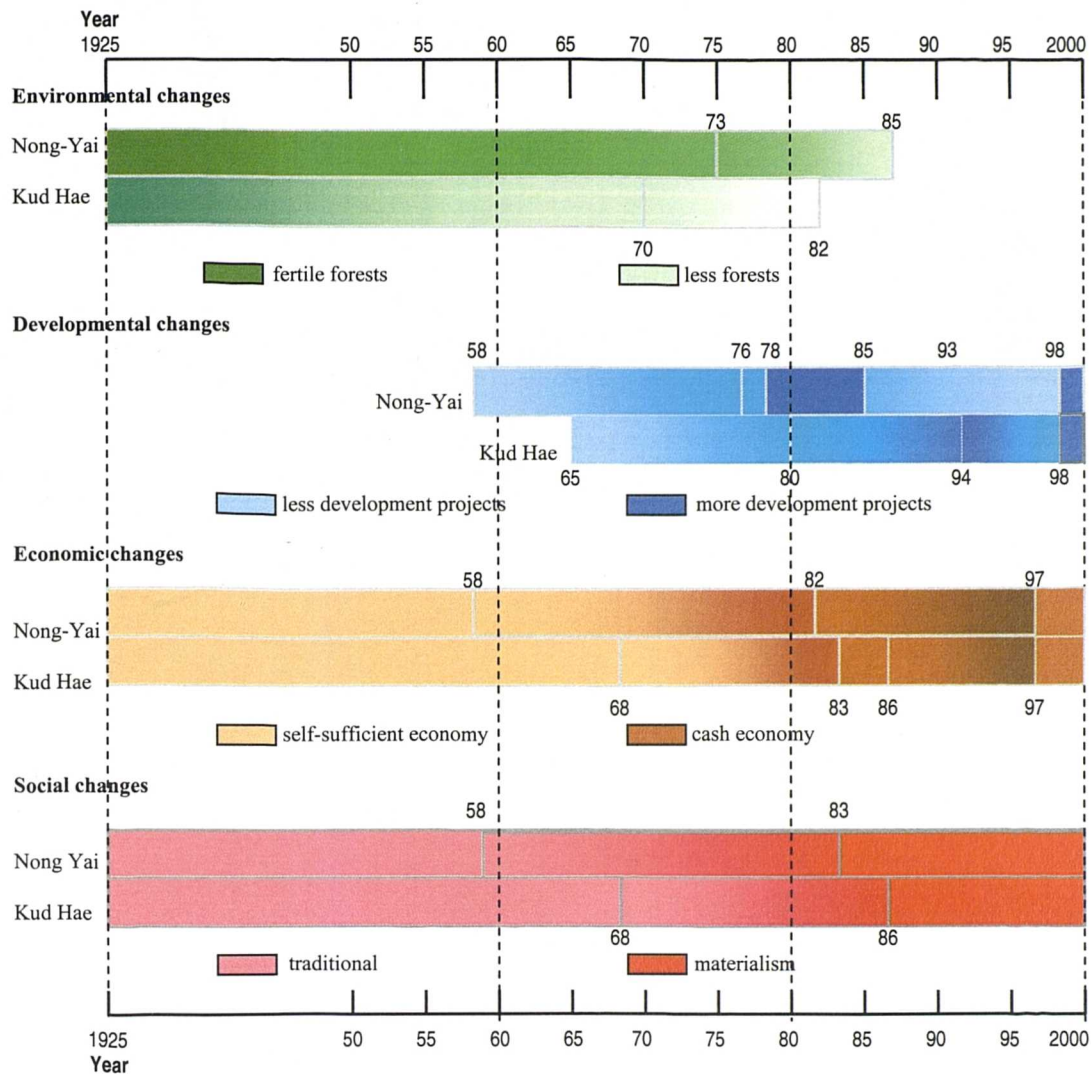 Year
1925 50 55 60 65 70 75 80 85 90 95 2000
Environmental changes
73 85
Nong-Yai
Kud Hae
70 82
fertile forests less forests
Developmental changes
58 76 78 85 93 98
Nong-Yai
Kud Hae
65 80 94 98
less development projects more development projects
Economic changes
58 82 97
Nong-Yai
Kud Hae
68 83 86 97
self-sufficient economy cash economy
Social changes
58 83
Nong Yai
Kud Hae
68 86
traditional materialism
1925 50 55 60 65 70 75 80 85 90 95 2000
Year